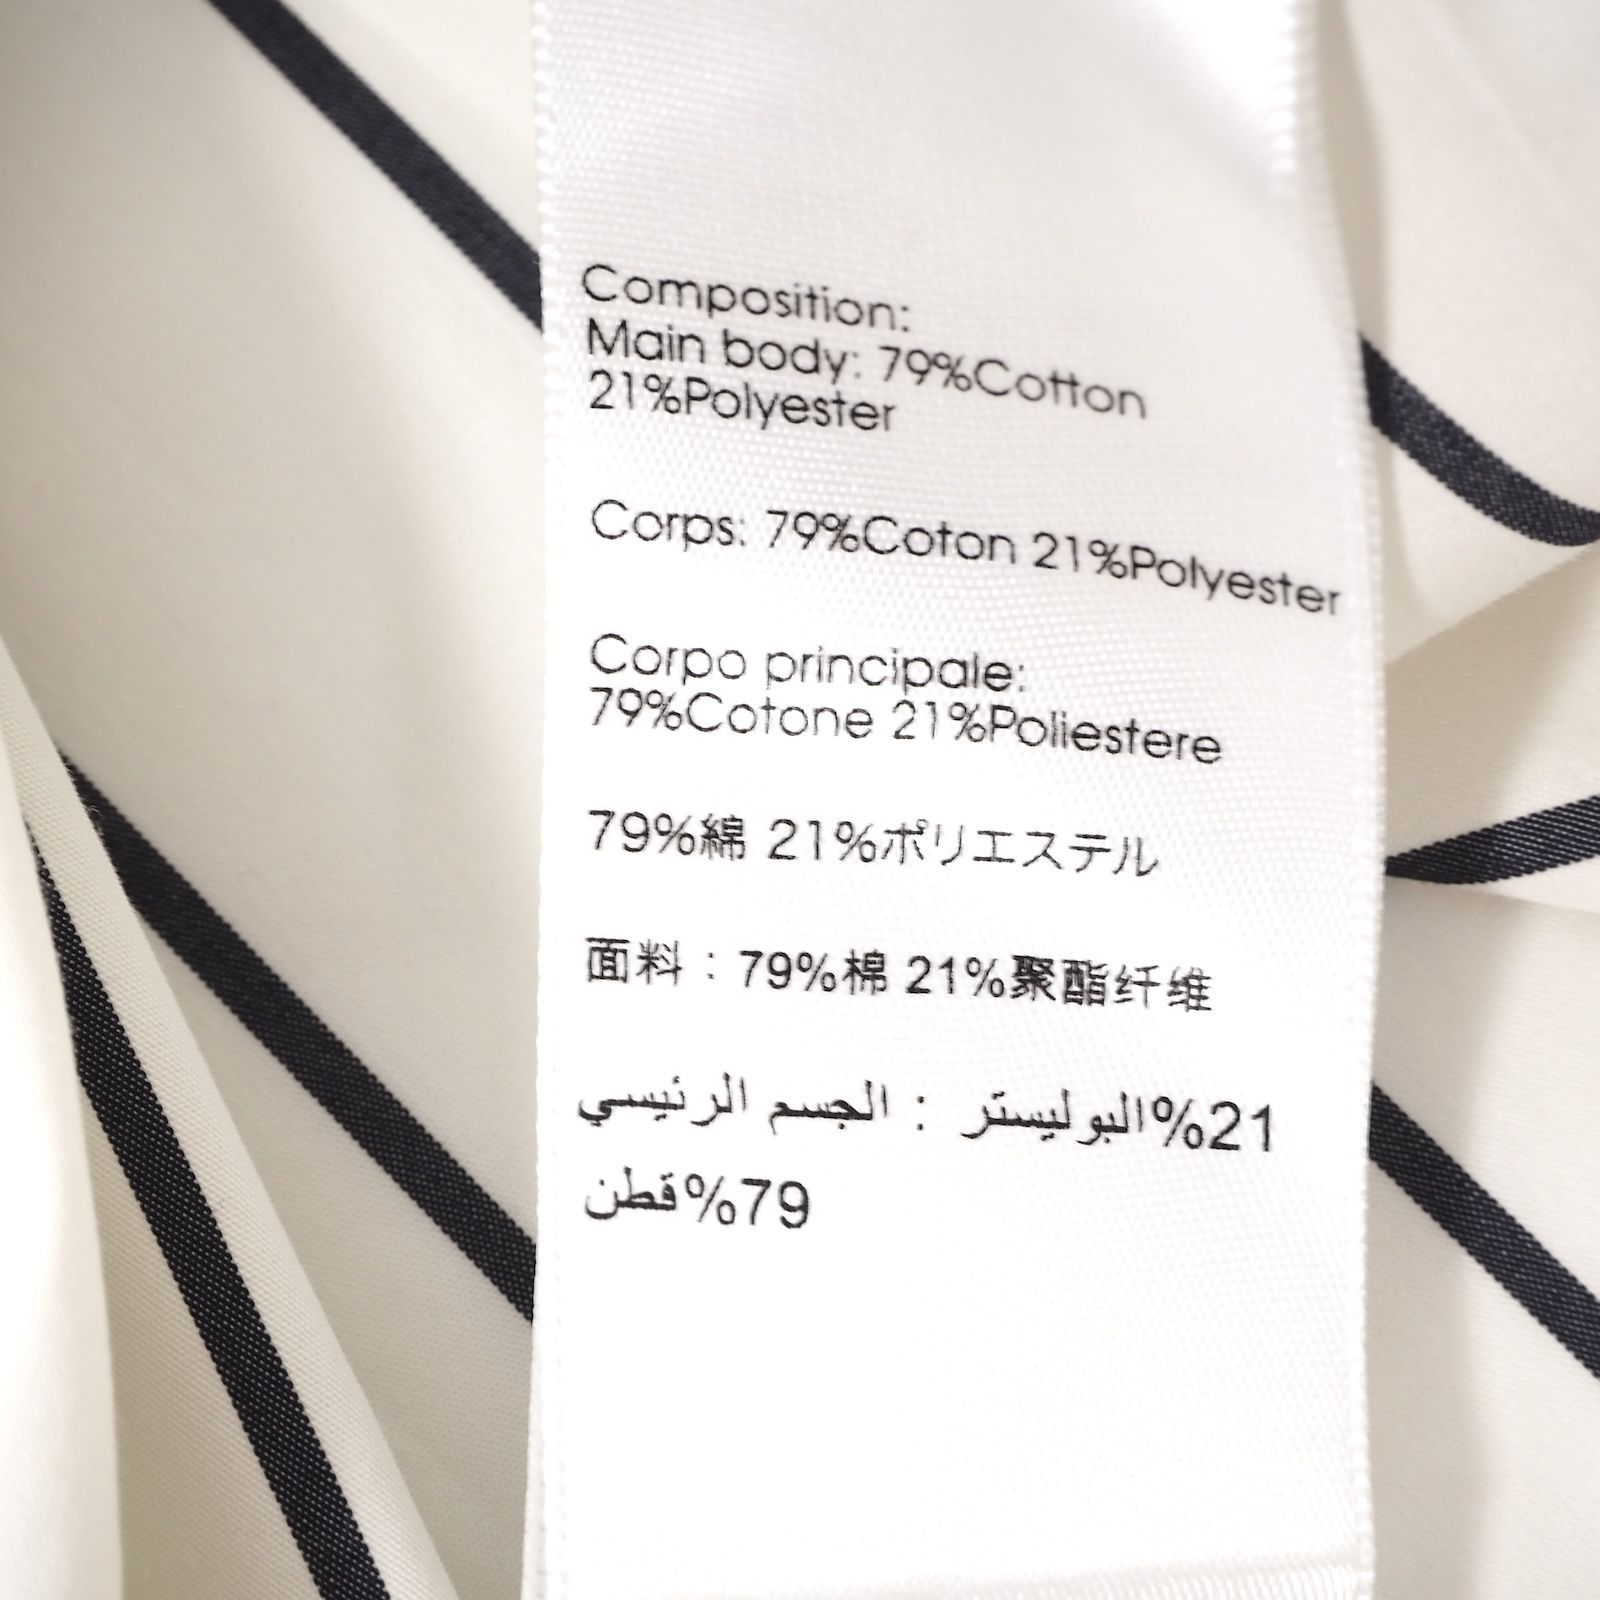 Composition:
Main body: 79%Cotton
21%Polyester
Corps: 79%Coton 21%Polyester
Corpo principale:
79%Cotone 21%Poliestere
79%綿 21%ポリエステル
面料：79%棉 21%聚酯纤维
21%البوليستر : الجسم الرئيسي
79%قطن